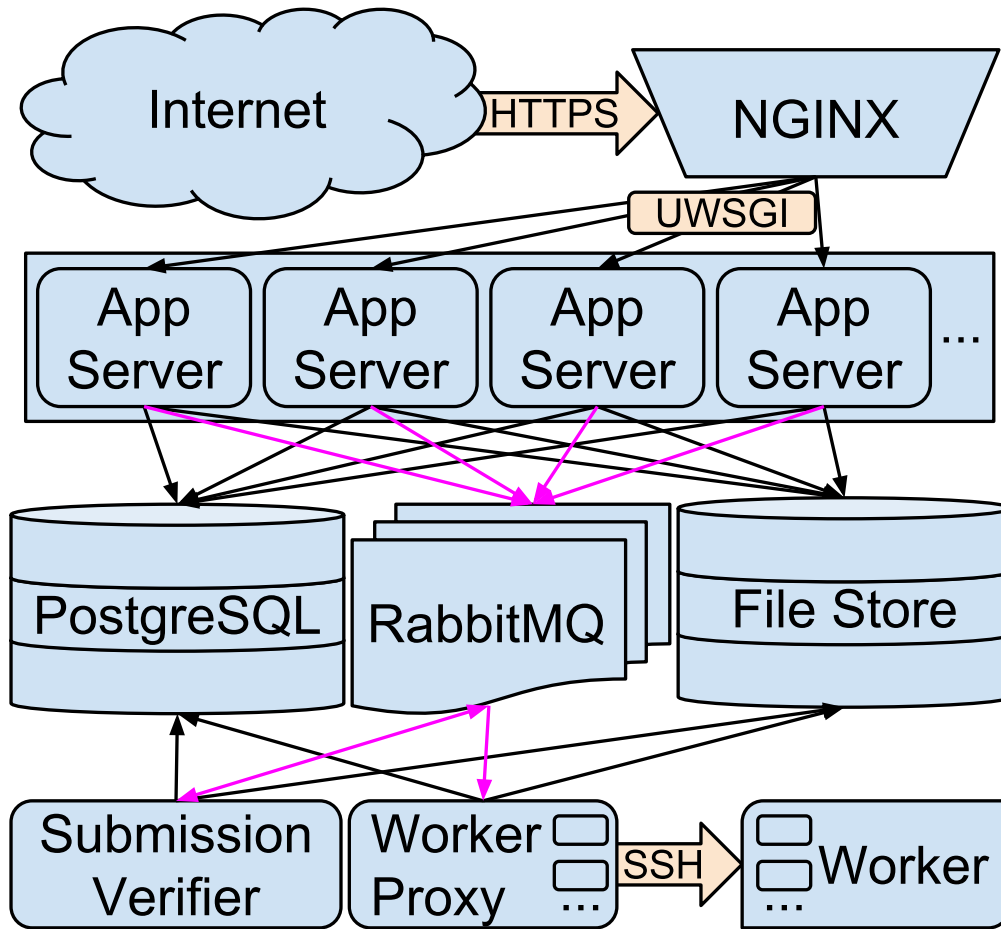 Internet
HTTPS
NGINX
UWSGI
App
Server
App
Server
App
Server
App
Server
...
PostgreSQL
RabbitMQ
File Store
Submission
Verifier
Worker
Proxy
...
SSH
Worker
...